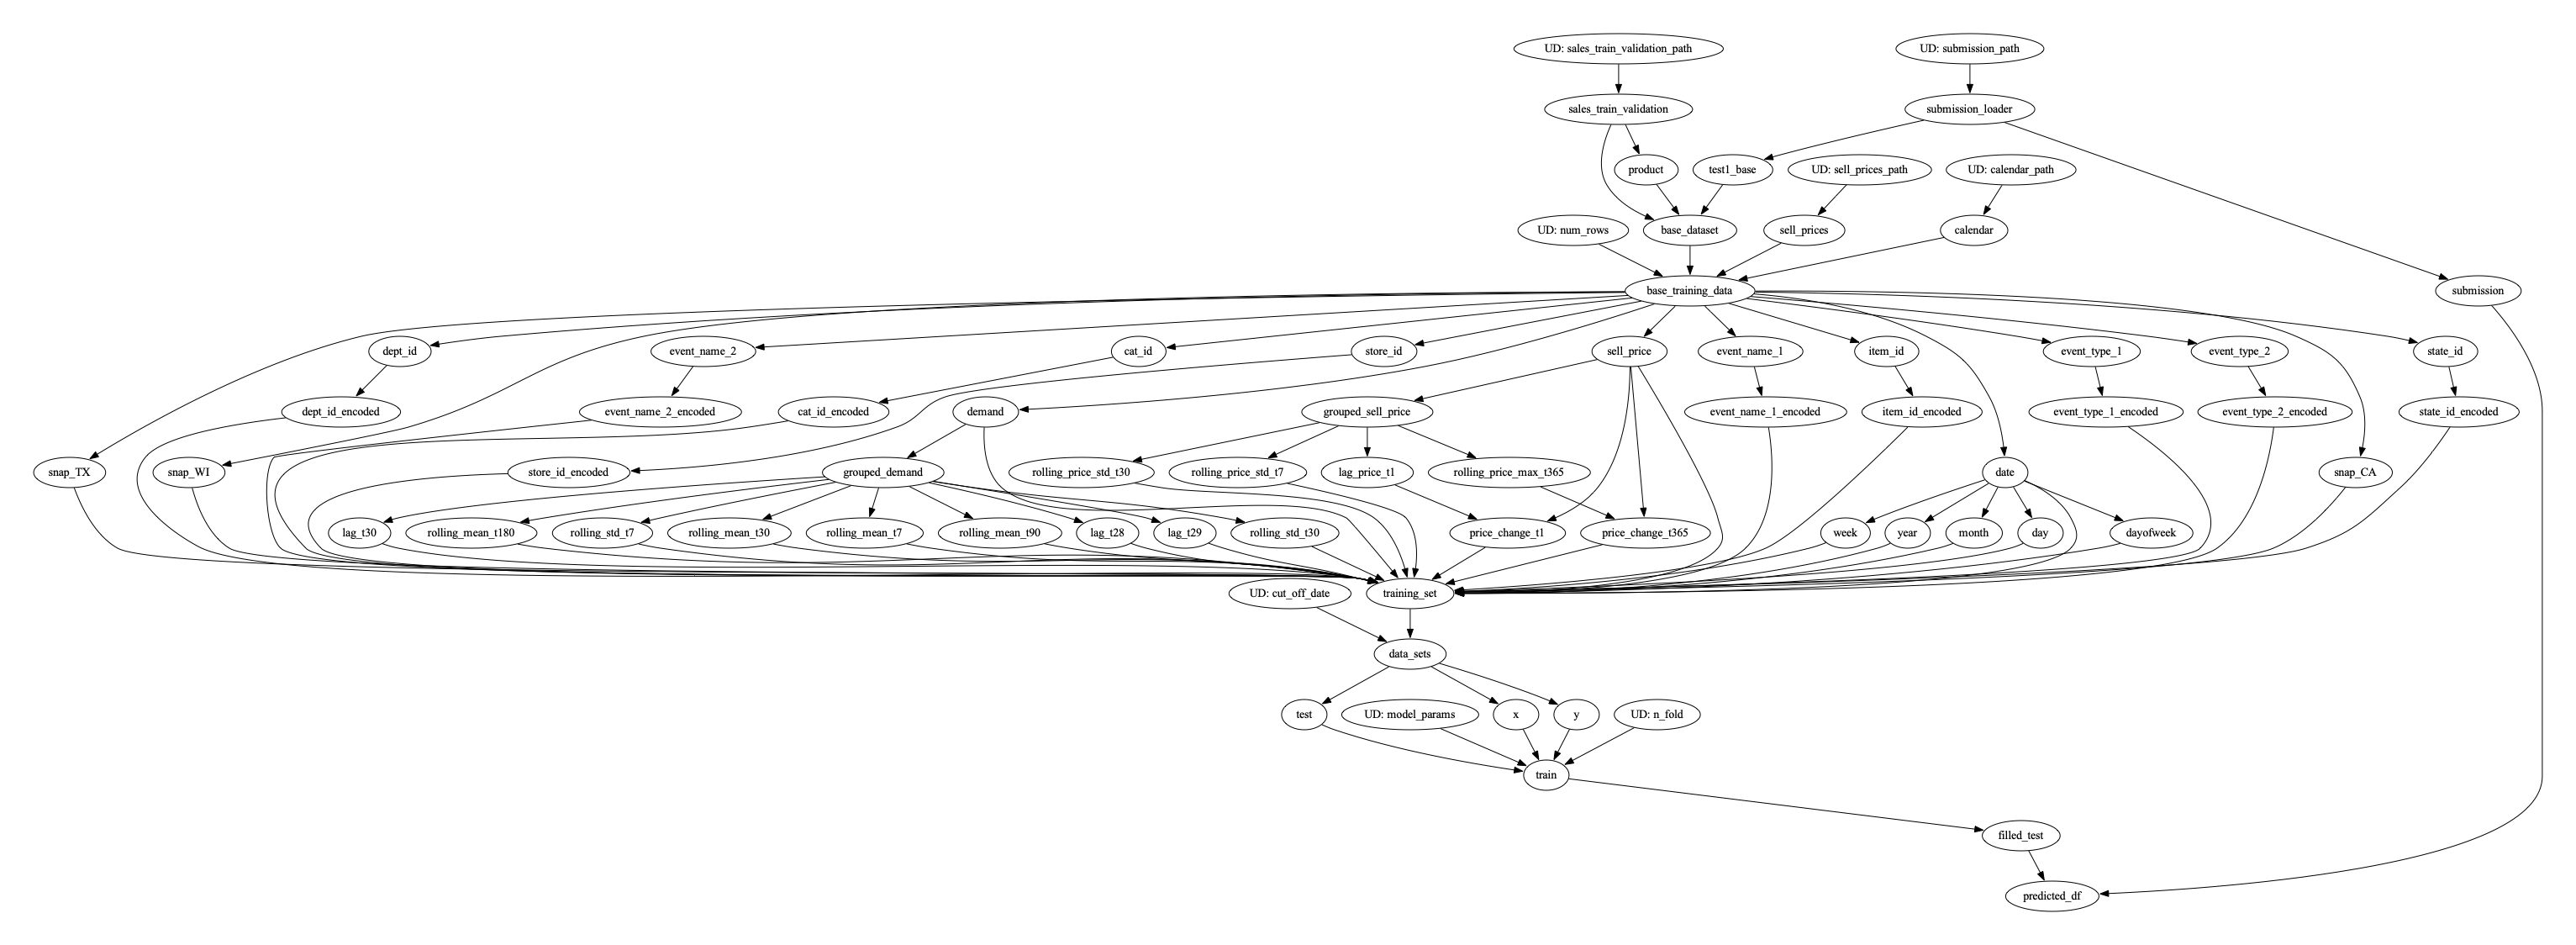 UD: sales_train_validation_path
UD: submission_path
sales_train_validation
submission_loader
product
test1_base
UD: sell_prices_path
UD: calendar_path
UD: num_rows
base_dataset
sell_prices
calendar
base_training_data
submission
dept_id
event_name_2
cat_id
store_id
sell_price
event_name_1
item_id
event_type_1
event_type_2
state_id
dept_id_encoded
event_name_2_encoded
cat_id_encoded
demand
grouped_sell_price
event_name_1_encoded
item_id_encoded
event_type_1_encoded
event_type_2_encoded
state_id_encoded
snap_TX
snap_WI
store_id_encoded
grouped_demand
rolling_price_std_t30
rolling_price_std_t7
lag_price_t1
rolling_price_max_t365
date
snap_CA
lag_t30
rolling_mean_t180
rolling_std_t7
rolling_mean_t30
rolling_mean_t7
rolling_mean_t90
lag_t28
lag_t29
rolling_std_t30
price_change_t1
price_change_t365
week
year
month
day
dayofweek
UD: cut_off_date
training_set
data_sets
test
UD: model_params
x
y
UD: n_fold
train
filled_test
predicted_df